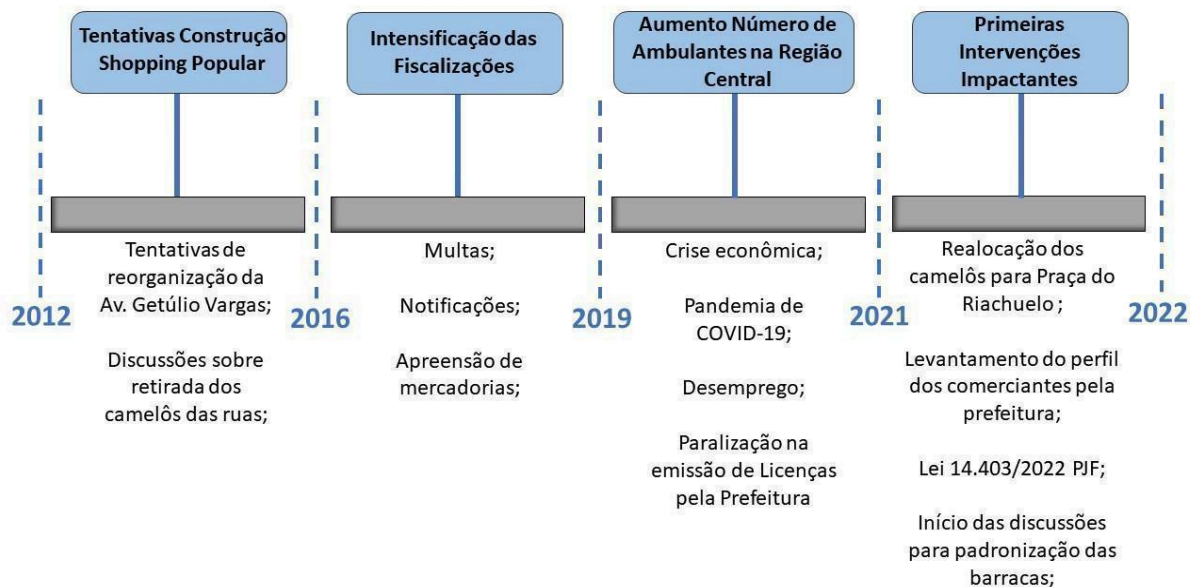 Tentativas Construção
Shopping Popular
Intensificação das
Fiscalizações
Aumento Número de
Ambulantes na Região
Central
Primeiras
Intervenções
Impactantes
2012
Tentativas de
reorganização da
Av. Getúlio Vargas;
Discussões sobre
retirada dos
camelôs das ruas;
2016
Multas;
Notificações;
Apreensão de
mercadorias;
2019
Crise econômica;
Pandemia de
COVID-19;
Desemprego;
Paralização na
emissão de Licenças
pela Prefeitura
2021
Realocação dos
camelôs para Praça do
Riachuelo ;
Levantamento do perfil
dos comerciantes pela
prefeitura;
Lei 14.403/2022 PJF;
Início das discussões
para padronização das
barracas;
2022